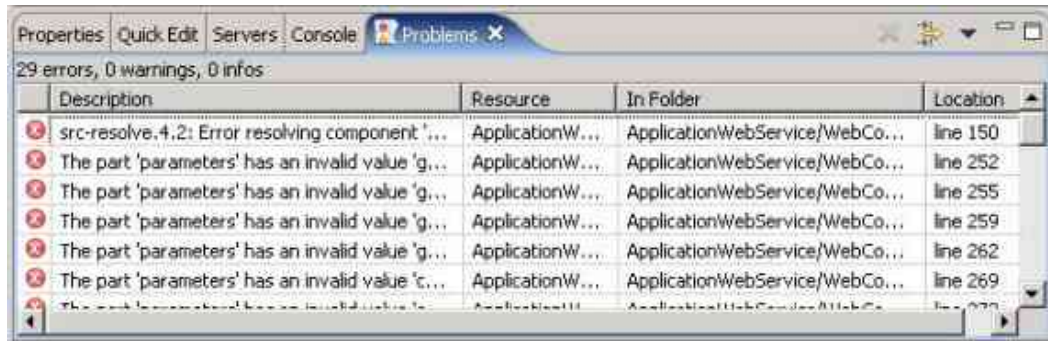 Properties Quick Edit Servers Console Problems
29 errors, 0 warnings, 0 infos
Description Resource In Folder Location
src-resolve.4.2: Error resolving component '... ApplicationW... ApplicationWebService/WebCo... line 150
The part 'parameters' has an invalid value 'g... ApplicationW... ApplicationWebService/WebCo... line 252
The part 'parameters' has an invalid value 'g... ApplicationW... ApplicationWebService/WebCo... line 255
The part 'parameters' has an invalid value 'g... ApplicationW... ApplicationWebService/WebCo... line 259
The part 'parameters' has an invalid value 'g... ApplicationW... ApplicationWebService/WebCo... line 262
The part 'parameters' has an invalid value 'c... ApplicationW... ApplicationWebService/WebCo... line 269